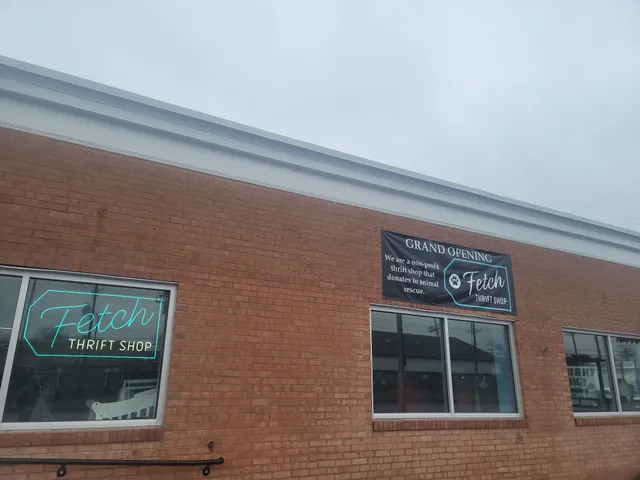 Fetch
THRIFT SHOP
GRAND OPENING
We are a non-profit
thrift shop that
donates to animal
rescue.
Fetch
THRIFT SHOP